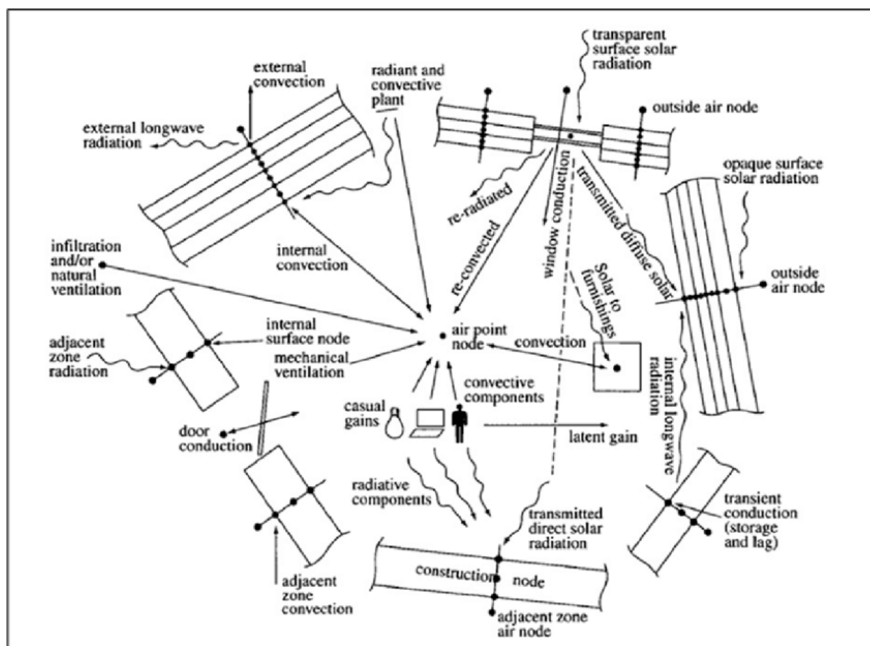 transparent
surface solar
radiation
external
convection
radiant and
convective
plant
outside air node
external longwave
radiation
opaque surface
solar radiation
re-radiated
window conduction
transmitted diffuse solar
re-convected
internal
convection
infiltration
and/or
natural
ventilation
Solar to
furnishings
outside
air node
internal
surface node
air point
node
adjacent
zone
radiation
mechanical
ventilation
convection
internal longwave
radiation
casual
gains
convective
components
door
conduction
latent gain
radiative
components
transmitted
direct solar
radiation
transient
conduction
(storage
and lag)
construction node
adjacent
zone
convection
adjacent zone
air node